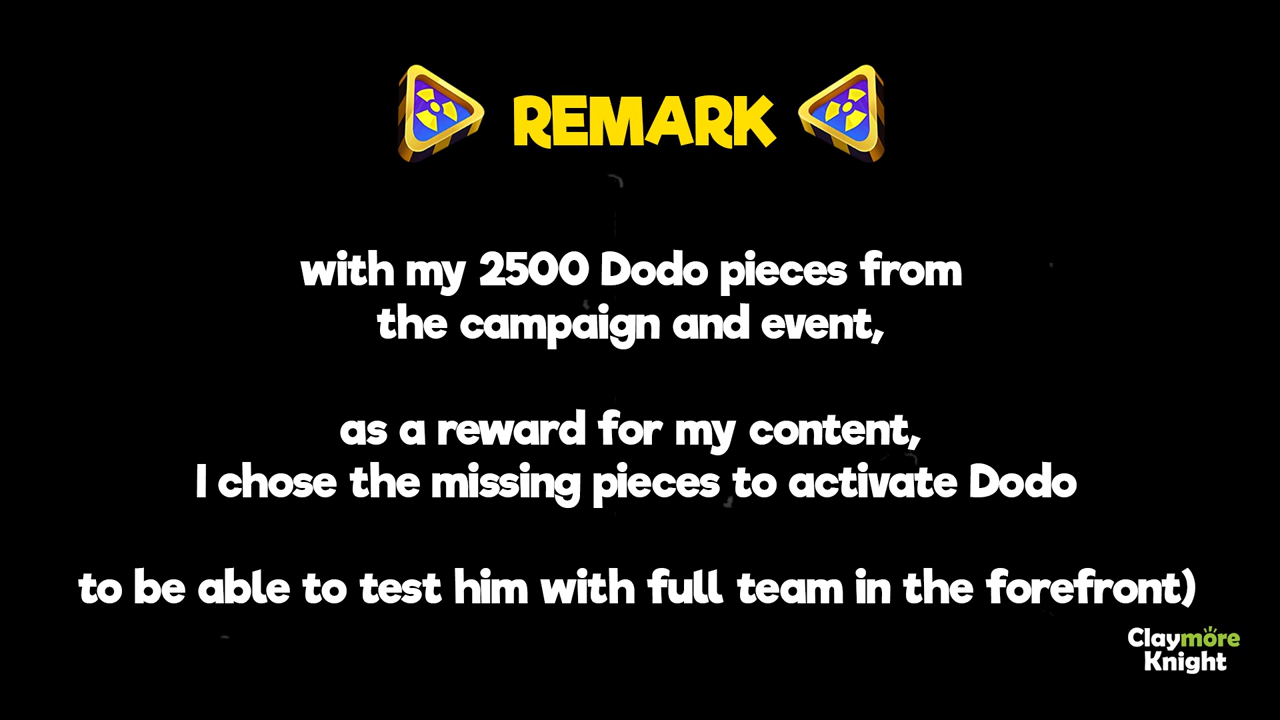 REMARK
with my 2500 Dodo pieces from
the campaign and event,
as a reward for my content,
I chose the missing pieces to activate Dodo
to be able to test him with full team in the forefront)
Claymore
Knight